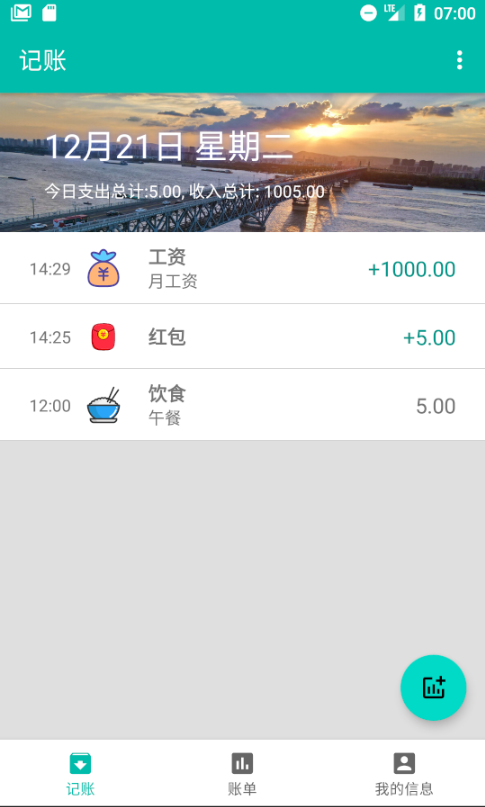 LTE 07:00
记账
12月21日 星期二
今日支出总计:5.00, 收入总计: 1005.00
14:29 工资 +1000.00
月工资
14:25 红包 +5.00
12:00 饮食 5.00
午餐
记账 账单 我的信息